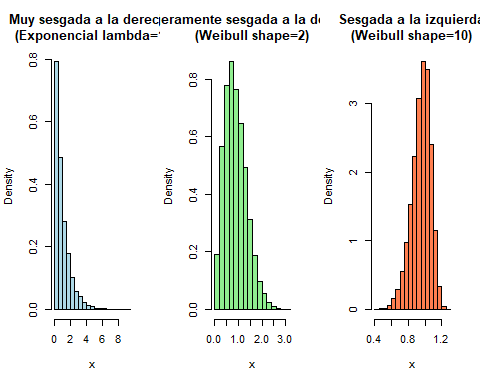 Muy sesgada a la derec
(Exponencial lambda=
eramente sesgada a la de
(Weibull shape=2)
Sesgada a la izquierda
(Weibull shape=10)
Density
0.0
0.2
0.4
0.6
0.8
0 2 4 6 8
x
Density
0.0
0.2
0.4
0.6
0.8
0.0 1.0 2.0 3.0
x
Density
0
1
2
3
0.4 0.8 1.2
x